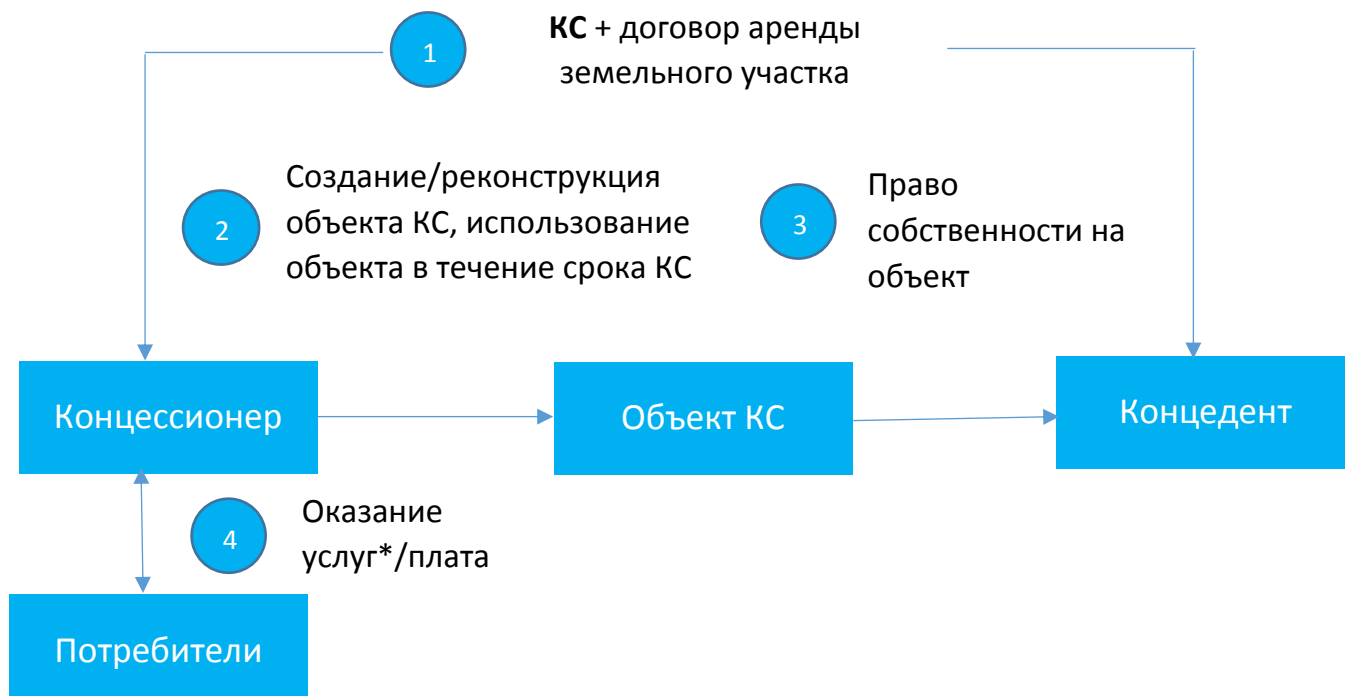 1
КС + договор аренды
земельного участка
2
Создание/реконструкция
объекта КС, использование
объекта в течение срока КС
3
Право
собственности на
объект
Концессионер
Объект КС
Концедент
4
Оказание
услуг*/плата
Потребители